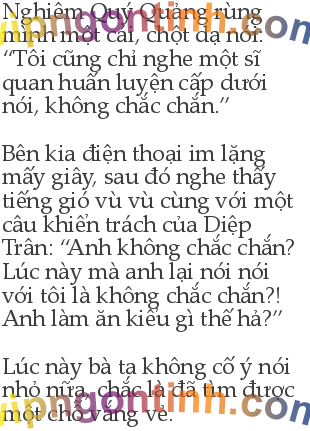 Nghiêm Quý Quảng rùng
mình một cái, chột dạ nói:
“Tôi cũng chỉ nghe một sĩ
quan huấn luyện cấp dưới
nói, không chắc chắn.”
Bên kia điện thoại im lặng
mấy giây, sau đó nghe thấy
tiếng gió vù vù cùng với một
câu khiển trách của Diệp
Trân: “Anh không chắc chắn?
Lúc này mà anh lại nói nói
với tôi là không chắc chắn?!
Anh làm ăn kiểu gì thế hả?”
Lúc này bà ta không cố ý nói
nhỏ nữa, chắc là đã tìm được
một chỗ vắng vẻ.
vipngontinh.com
vipngontinh.com